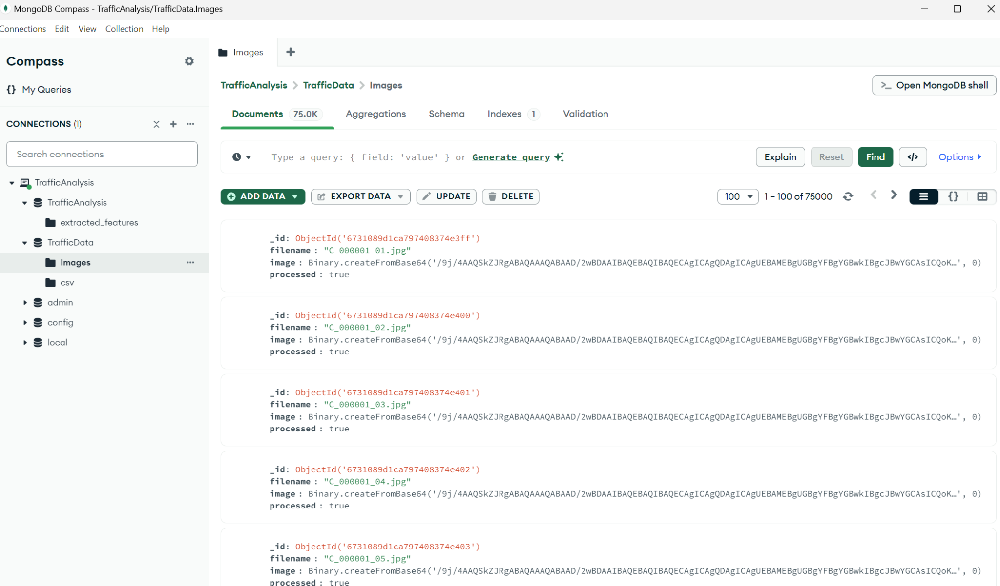 MongoDB Compass - TrafficAnalysis/TrafficData.Images
Connections Edit View Collection Help
Compass
{} My Queries
CONNECTIONS (1)
Search connections
TrafficAnalysis
TrafficAnalysis
extracted_features
TrafficData
Images
csv
admin
config
local
Images
TrafficAnalysis > TrafficData > Images
>_ Open MongoDB shell
Documents 75.0K Aggregations Schema Indexes 1 Validation
Type a query: { field: 'value' } or Generate query
Explain Reset Find </> Options
ADD DATA EXPORT DATA UPDATE DELETE
100 1 – 100 of 75000 {}
_id: ObjectId('6731089d1ca797408374e3ff')
filename : "C_000001_01.jpg"
image : Binary.createFromBase64('/9j/4AAQSkZJRgABAQAAAQABAAD/2wBDAAIBAQEBAQIBAQECAgICAgQDAgICAgUEBAMEBgUGBgYFBgYGBwkIBgcJBwYGCAsICQoK…', 0)
processed : true
_id: ObjectId('6731089d1ca797408374e400')
filename : "C_000001_02.jpg"
image : Binary.createFromBase64('/9j/4AAQSkZJRgABAQAAAQABAAD/2wBDAAIBAQEBAQIBAQECAgICAgQDAgICAgUEBAMEBgUGBgYFBgYGBwkIBgcJBwYGCAsICQoK…', 0)
processed : true
_id: ObjectId('6731089d1ca797408374e401')
filename : "C_000001_03.jpg"
image : Binary.createFromBase64('/9j/4AAQSkZJRgABAQAAAQABAAD/2wBDAAIBAQEBAQIBAQECAgICAgQDAgICAgUEBAMEBgUGBgYFBgYGBwkIBgcJBwYGCAsICQoK…', 0)
processed : true
_id: ObjectId('6731089d1ca797408374e402')
filename : "C_000001_04.jpg"
image : Binary.createFromBase64('/9j/4AAQSkZJRgABAQAAAQABAAD/2wBDAAIBAQEBAQIBAQECAgICAgQDAgICAgUEBAMEBgUGBgYFBgYGBwkIBgcJBwYGCAsICQoK…', 0)
processed : true
_id: ObjectId('6731089d1ca797408374e403')
filename : "C_000001_05.jpg"
image : Binary.createFromBase64('/9j/4AAQSkZJRgABAQAAAQABAAD/2wBDAAIBAQEBAQIBAQECAgICAgQDAgICAgUEBAMEBgUGBgYFBgYGBwkIBgcJBwYGCAsICQoK…', 0)
processed : true